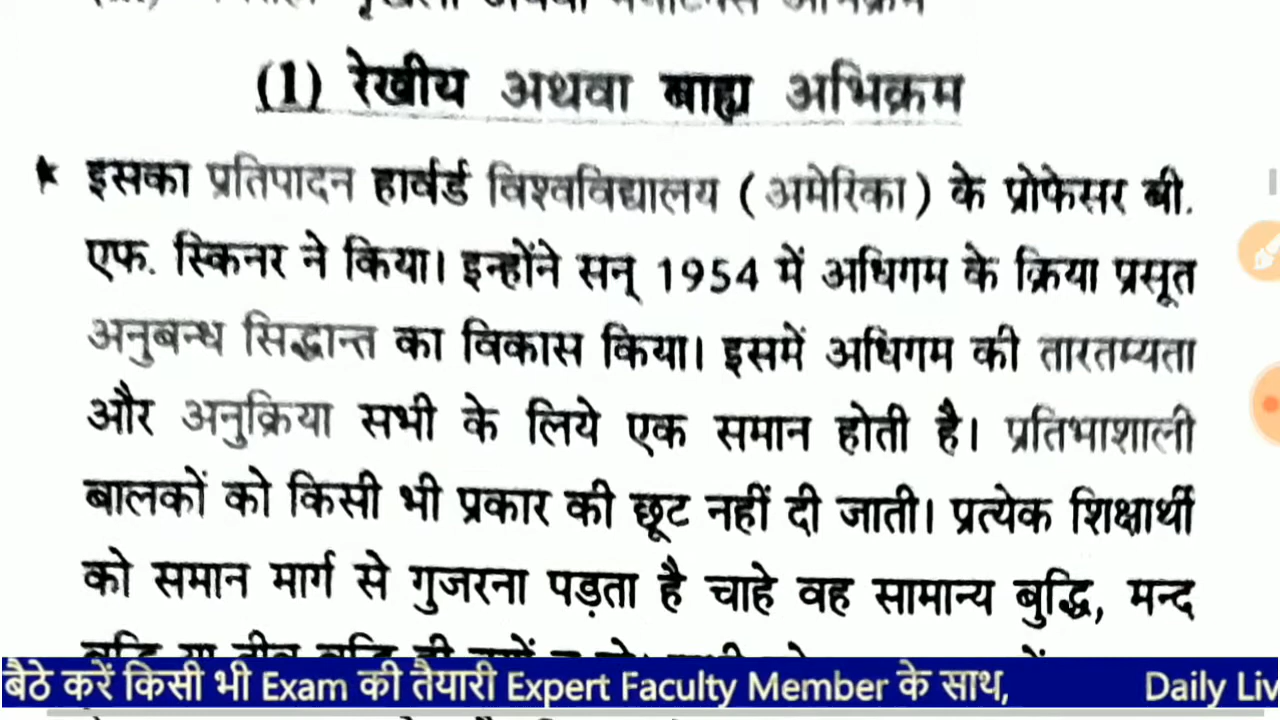 अथवा
(1) रेखीय अथवा बाह्य अभिक्रम
इसका प्रतिपादन हार्वर्ड विश्वविद्यालय (अमेरिका) के प्रोफेसर बी.
एफ. स्किनर ने किया। इन्होंने सन् 1954 में अधिगम के क्रिया प्रसूत
अनुबन्ध सिद्धान्त का विकास किया। इसमें अधिगम की तारतम्यता
और अनुक्रिया सभी के लिये एक समान होती है। प्रतिभाशाली
बालकों को किसी भी प्रकार की छूट नहीं दी जाती। प्रत्येक शिक्षार्थी
को समान मार्ग से गुजरना पड़ता है चाहे वह सामान्य बुद्धि, मन्द
बैठे करें किसी भी Exam की तैयारी Expert Faculty Member के साथ, Daily Liv